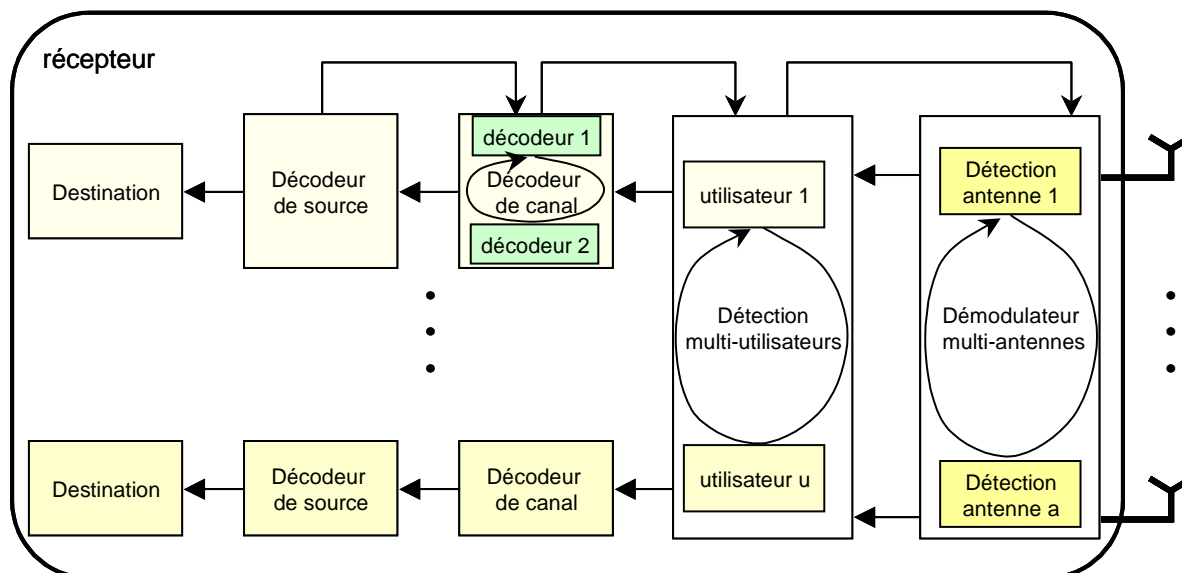 récepteur
Destination
Décodeur
de source
décodeur 1
Décodeur
de canal
décodeur 2
utilisateur 1
Détection
multi-utilisateurs
utilisateur u
Détection
antenne 1
Démodulateur
multi-antennes
Détection
antenne a
Destination
Décodeur
de source
Décodeur
de canal